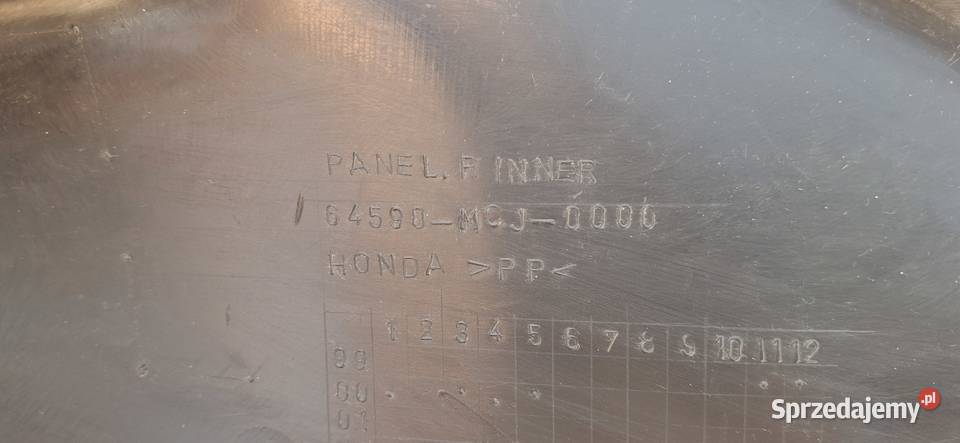 PANEL.R INNER
64590-MCJ-0000
HONDA >PP<
1 2 3 4 5 6 7 8 9 10 11 12
99
00
01
Sprzedajemy.pl